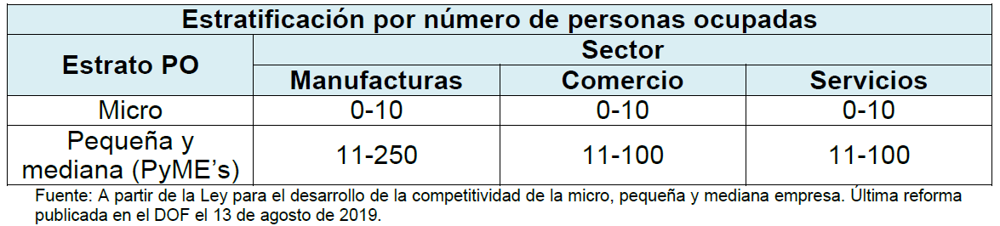 Estratificación por número de personas ocupadas
Estrato PO
Sector
Manufacturas Comercio Servicios
Micro 0-10 0-10 0-10
Pequeña y
mediana (PyME’s) 11-250 11-100 11-100
Fuente: A partir de la Ley para el desarrollo de la competitividad de la micro, pequeña y mediana empresa. Última reforma
publicada en el DOF el 13 de agosto de 2019.